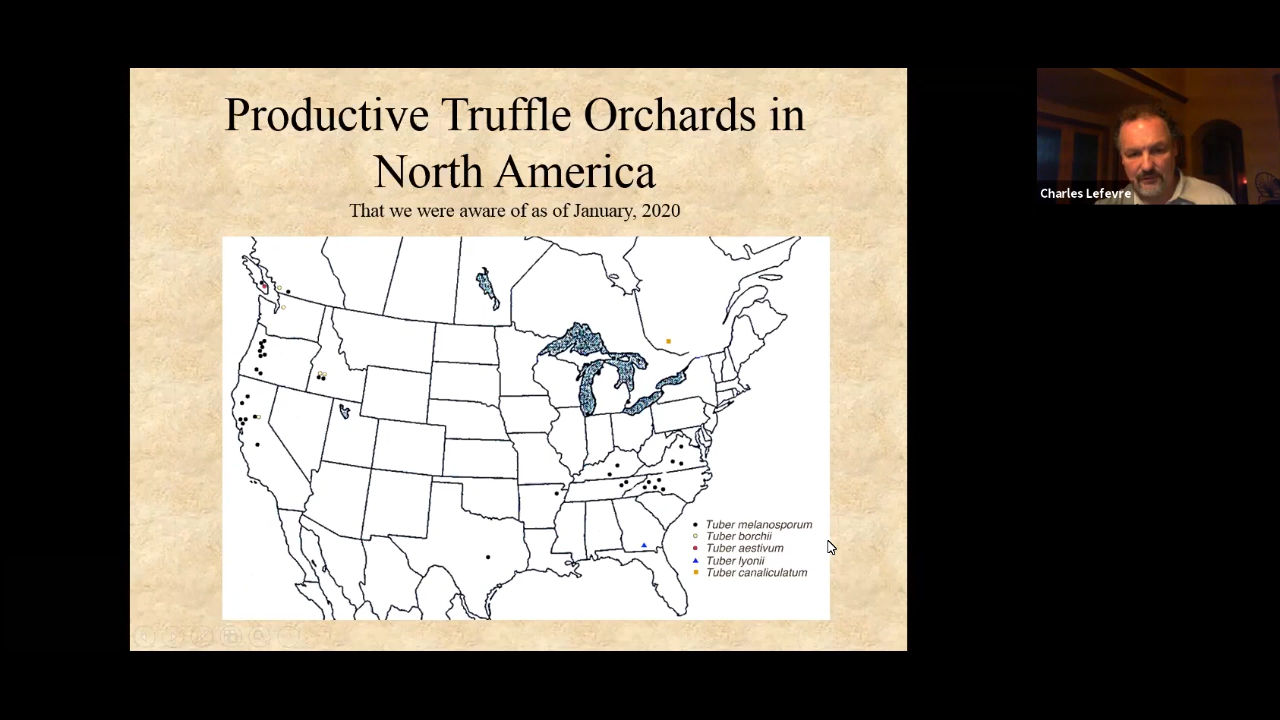 Productive Truffle Orchards in
North America
That we were aware of as of January, 2020
Charles Lefevre
Tuber melanosporum
Tuber borchii
Tuber aestivum
Tuber lyonii
Tuber canaliculatum